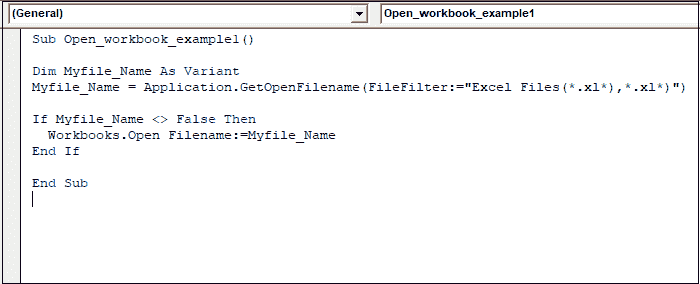 (General) Open_workbook_example1
Sub Open_workbook_example1()
Dim Myfile_Name As Variant
Myfile_Name = Application.GetOpenFilename(FileFilter:="Excel Files(*.xl*),*.xl*)")
If Myfile_Name <> False Then
Workbooks.Open Filename:=Myfile_Name
End If
End Sub